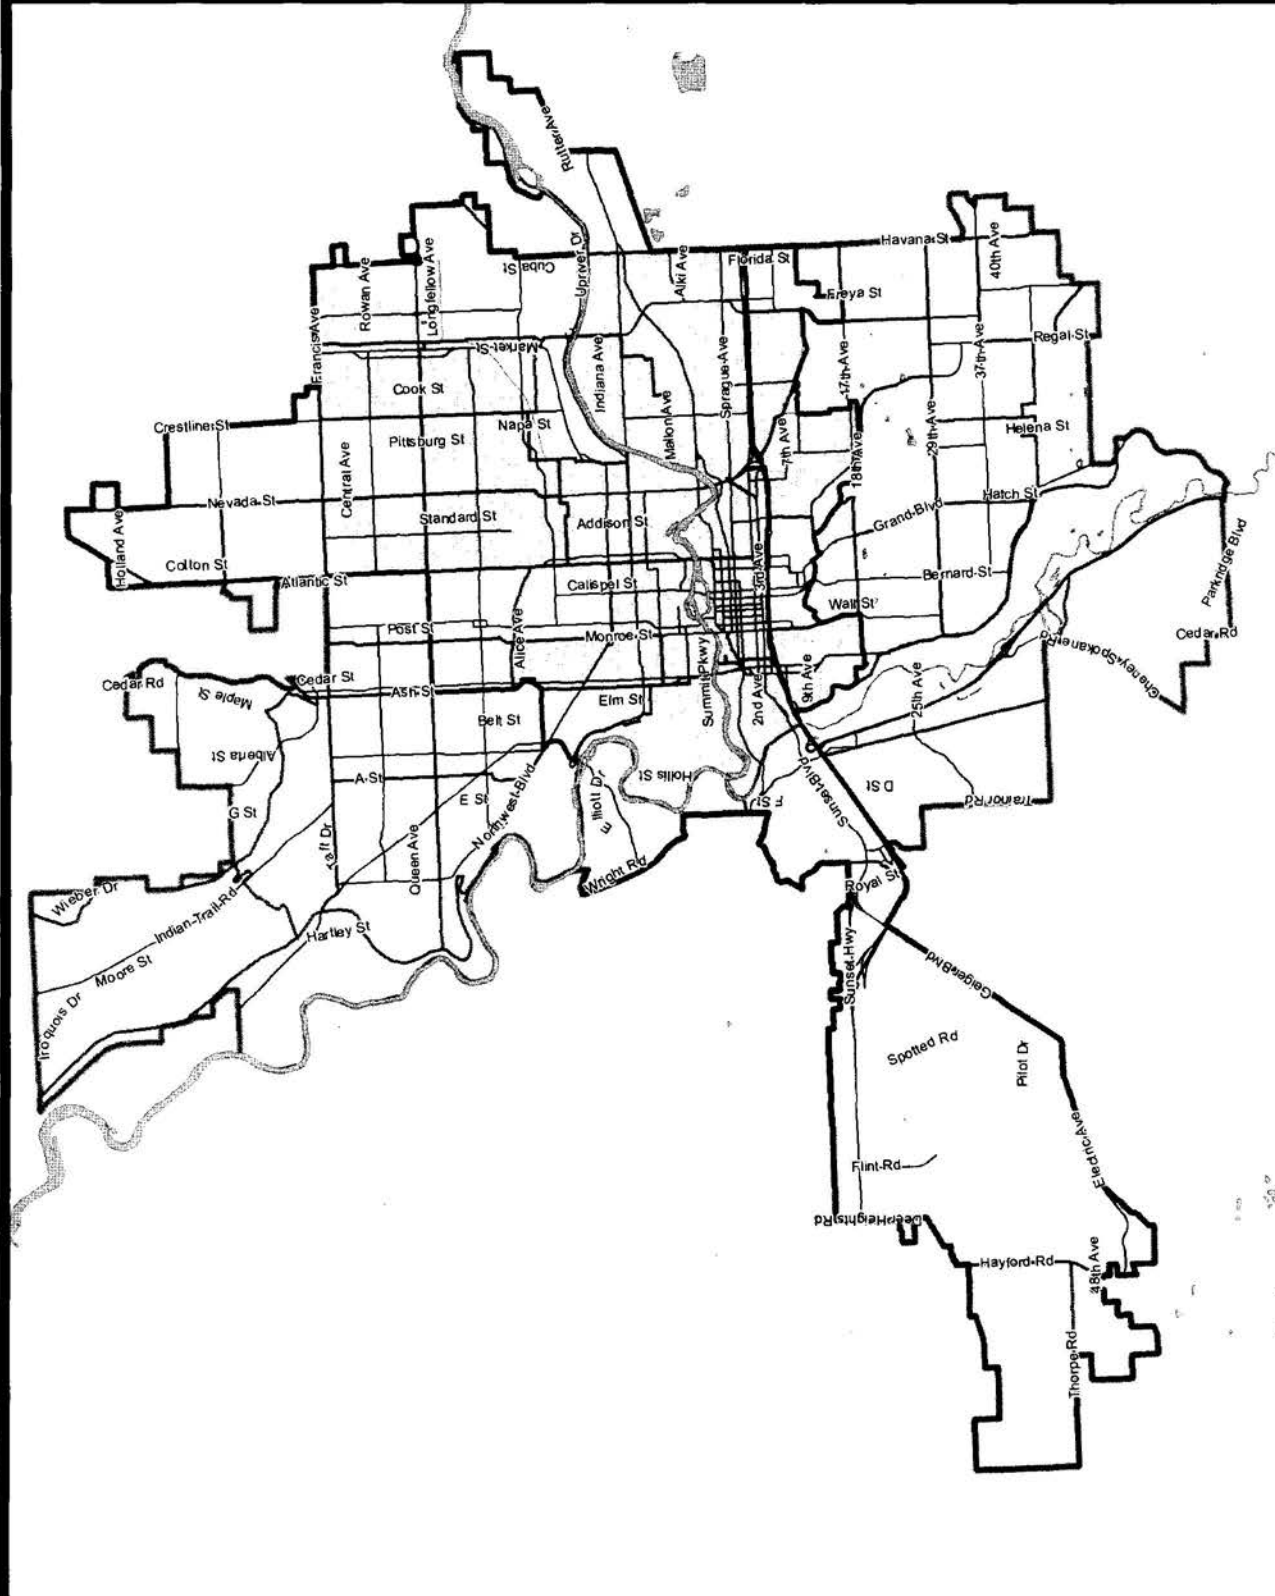 Rutter Ave
Havana St
40th Ave
Upriver Dr
Cuba St
Florida St
Alki Ave
Rowan Ave
Longfellow Ave
Freya St
Francis Ave
Market St
Regal St
37th Ave
17th Ave
Indiana Ave
Sprague Ave
Cook St
Mallon Ave
Crestline St
Napa St
Helena St
29th Ave
Pittsburg St
7th Ave
18th Ave
Central Ave
Nevada St
Hatch St
Standard St
Addison St
Grand Blvd
Holland Ave
Colton St
3rd Ave
Parkridge Blvd
Atlantic St
Calispel St
Bernard St
Wall St
Post St
Alice Ave
Monroe St
Cedar Rd
Cheney-Spokane Rd
Cedar Rd
Cedar St
Ash St
Summit Pkwy
9th Ave
25th Ave
Maple St
Elm St
2nd Ave
Belt St
Alberta St
A St
Hollis St
Elliott Dr
Sunset Blvd
D St
Trainor Rd
F St
E St
Northwest Blvd
G St
Taft Dr
Queen Ave
Wright Rd
Royal St
Wieber Dr
Indian Trail Rd
Hartley St
Moore St
Sunset Hwy
Geiger Blvd
Iroquois Dr
Spotted Rd
Pilot Dr
Flint Rd
Electric Ave
Deer Heights Rd
Hayford Rd
48th Ave
Thorpe Rd